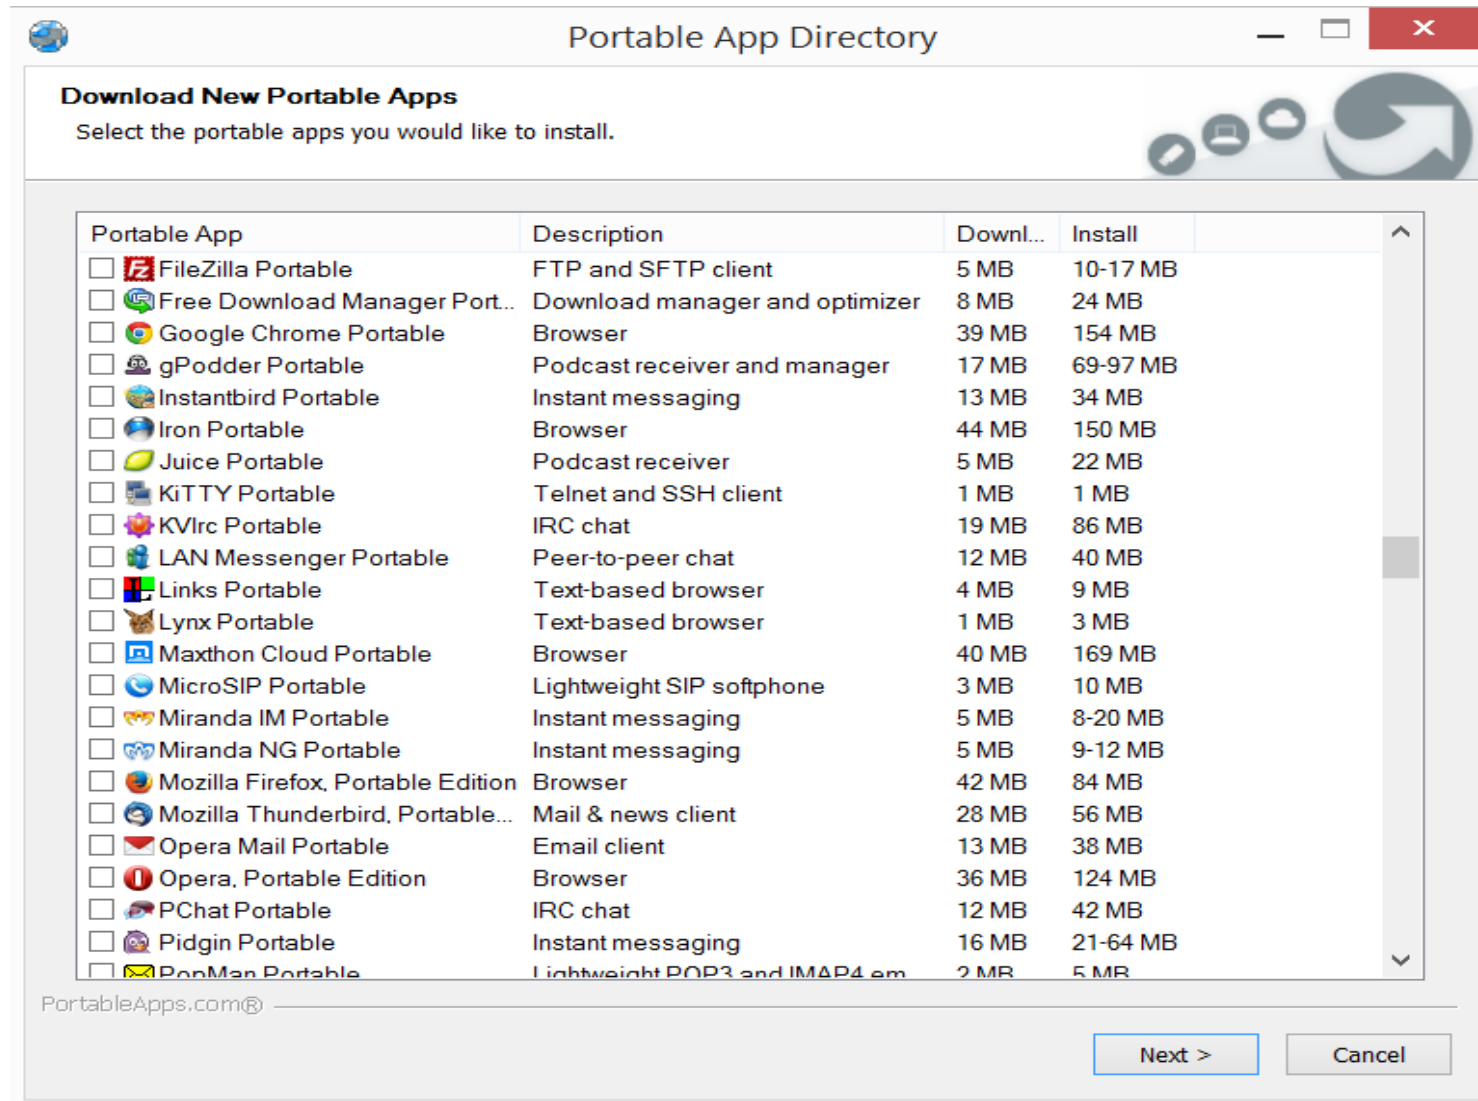 Portable App Directory
Download New Portable Apps
Select the portable apps you would like to install.
Portable App Description Downl... Install
FileZilla Portable FTP and SFTP client 5 MB 10-17 MB
Free Download Manager Port... Download manager and optimizer 8 MB 24 MB
Google Chrome Portable Browser 39 MB 154 MB
gPodder Portable Podcast receiver and manager 17 MB 69-97 MB
Instantbird Portable Instant messaging 13 MB 34 MB
Iron Portable Browser 44 MB 150 MB
Juice Portable Podcast receiver 5 MB 22 MB
KiTTY Portable Telnet and SSH client 1 MB 1 MB
KVIrc Portable IRC chat 19 MB 86 MB
LAN Messenger Portable Peer-to-peer chat 12 MB 40 MB
Links Portable Text-based browser 4 MB 9 MB
Lynx Portable Text-based browser 1 MB 3 MB
Maxthon Cloud Portable Browser 40 MB 169 MB
MicroSIP Portable Lightweight SIP softphone 3 MB 10 MB
Miranda IM Portable Instant messaging 5 MB 8-20 MB
Miranda NG Portable Instant messaging 5 MB 9-12 MB
Mozilla Firefox, Portable Edition Browser 42 MB 84 MB
Mozilla Thunderbird, Portable... Mail & news client 28 MB 56 MB
Opera Mail Portable Email client 13 MB 38 MB
Opera, Portable Edition Browser 36 MB 124 MB
PChat Portable IRC chat 12 MB 42 MB
Pidgin Portable Instant messaging 16 MB 21-64 MB
PopMan Portable Lightweight POP3 and IMAP4 em... 2 MB 5 MB
PortableApps.com®
Next > Cancel